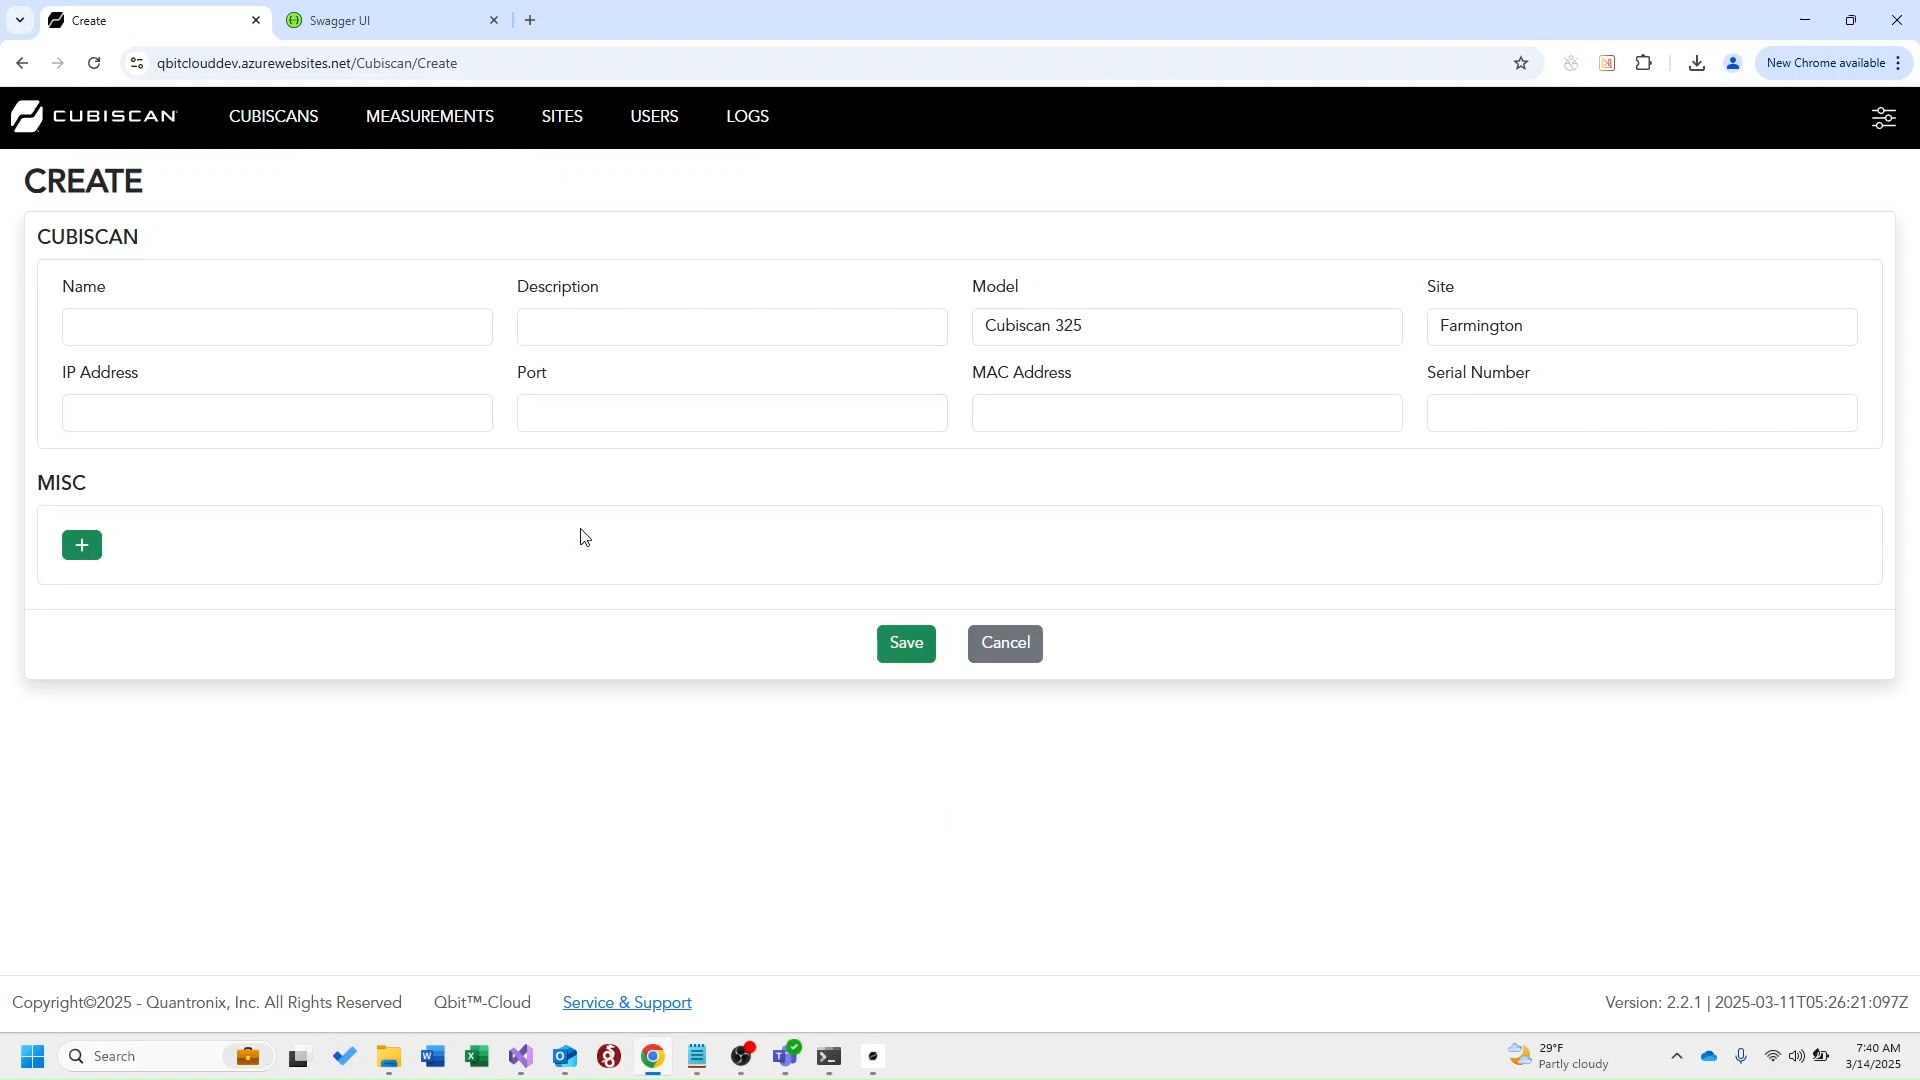 Create
Swagger UI
qbitclouddev.azurewebsites.net/Cubiscan/Create
New Chrome available
CUBISCAN
CUBISCANS
MEASUREMENTS
SITES
USERS
LOGS
CREATE
CUBISCAN
Name
Description
Model
Site
Cubiscan 325
Farmington
IP Address
Port
MAC Address
Serial Number
MISC
+
Save
Cancel
Copyright©2025 - Quantronix, Inc. All Rights Reserved
Qbit™-Cloud
Service & Support
Version: 2.2.1 | 2025-03-11T05:26:21:097Z
Search
29°F
Partly cloudy
7:40 AM
3/14/2025